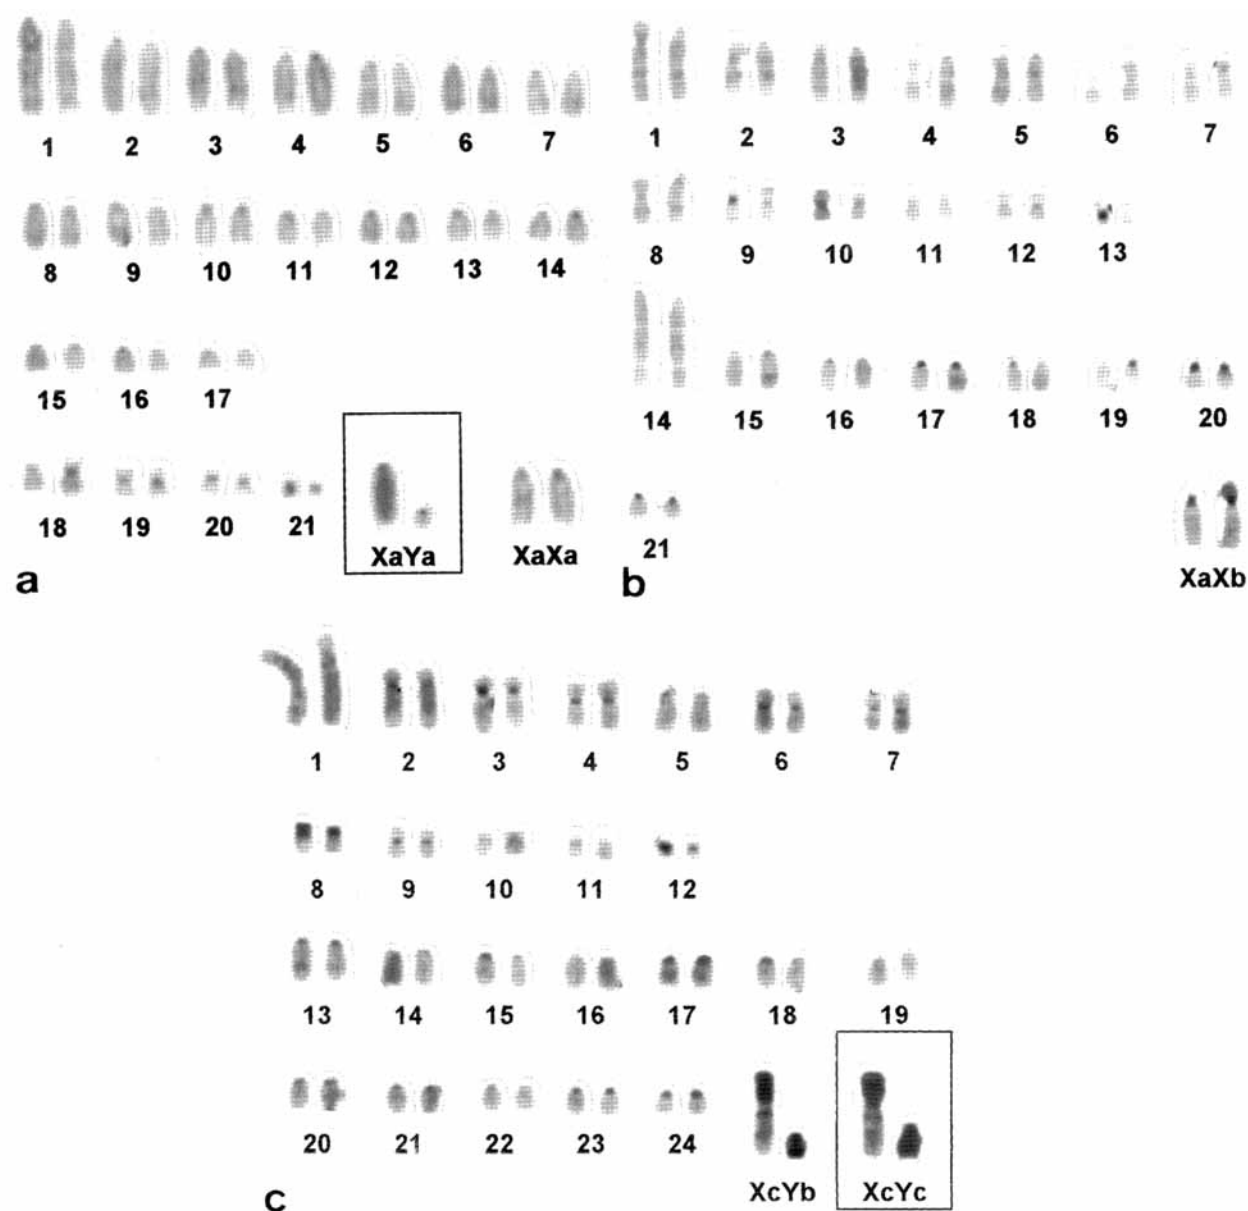 1 2 3 4 5 6 7
8 9 10 11 12 13 14
15 16 17
18 19 20 21 XaYa XaXa
a
1 2 3 4 5 6 7
8 9 10 11 12 13
14 15 16 17 18 19 20
21
XaXb
b
1 2 3 4 5 6 7
8 9 10 11 12
13 14 15 16 17 18 19
20 21 22 23 24
XcYb XcYc
c